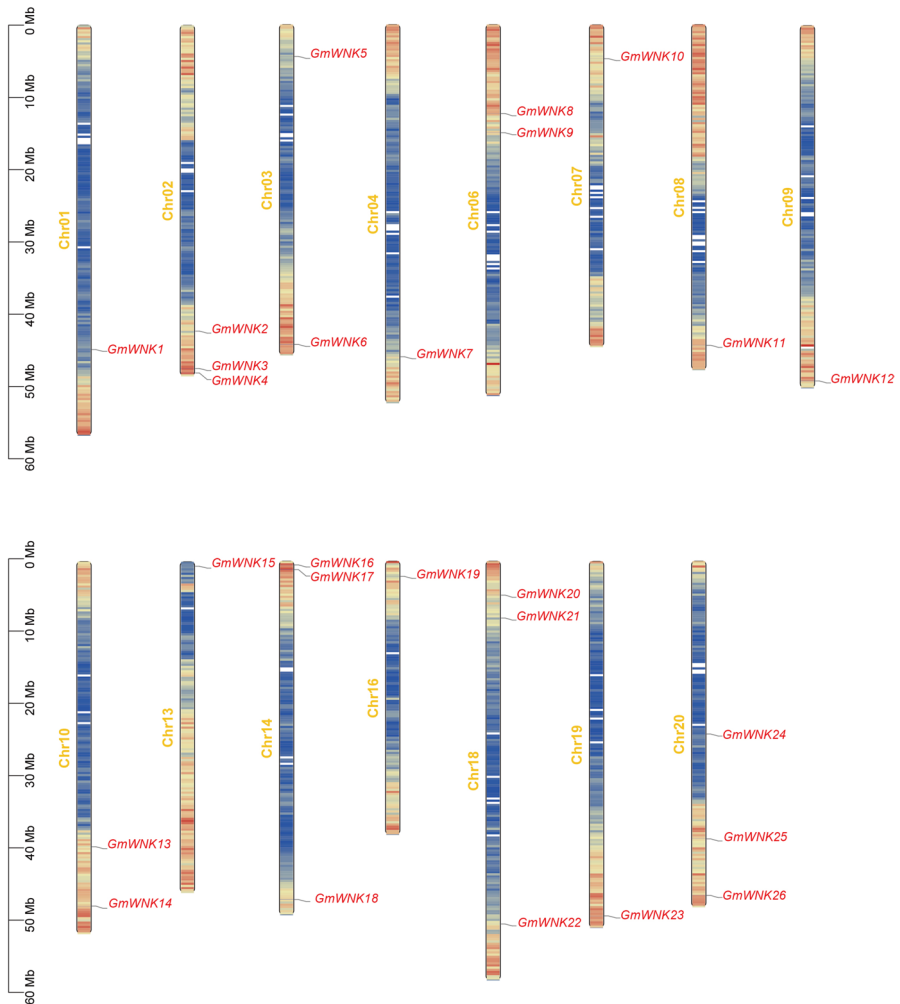 0 Mb
10 Mb
20 Mb
30 Mb
40 Mb
50 Mb
60 Mb
Chr01
GmWNK1
Chr02
GmWNK2
GmWNK3
GmWNK4
Chr03
GmWNK5
GmWNK6
Chr04
GmWNK7
Chr06
GmWNK8
GmWNK9
Chr07
GmWNK10
Chr08
GmWNK11
Chr09
GmWNK12
0 Mb
10 Mb
20 Mb
30 Mb
40 Mb
50 Mb
60 Mb
Chr10
GmWNK13
GmWNK14
Chr13
GmWNK15
Chr14
GmWNK16
GmWNK17
GmWNK18
Chr16
GmWNK19
Chr18
GmWNK20
GmWNK21
GmWNK22
Chr19
GmWNK23
Chr20
GmWNK24
GmWNK25
GmWNK26